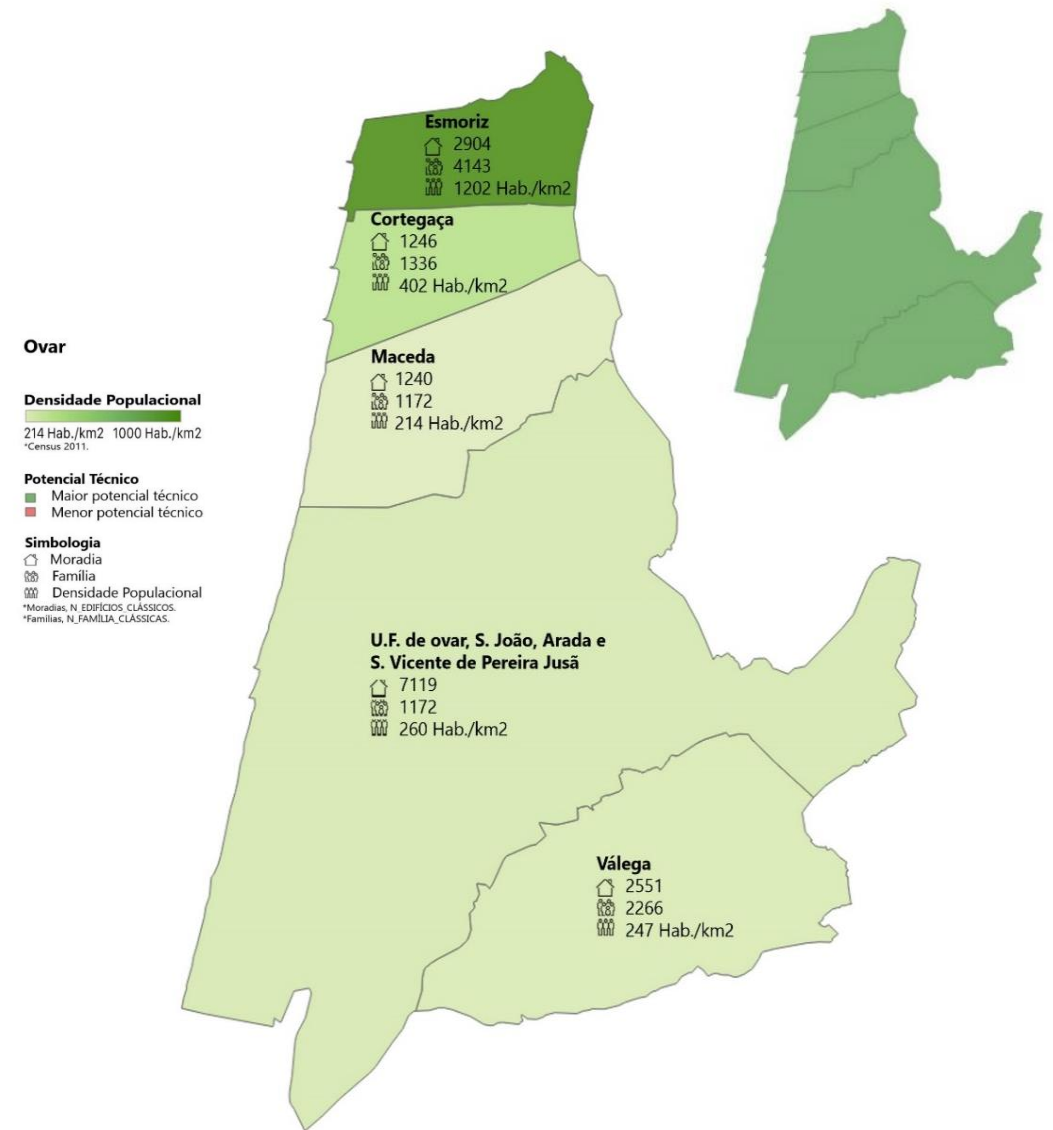 Esmoriz
2904
4143
1202 Hab./km2
Cortegaça
1246
1336
402 Hab./km2
Maceda
1240
1172
214 Hab./km2
Ovar
Densidade Populacional
214 Hab./km2 1000 Hab./km2
*Census 2011.
Potencial Técnico
Maior potencial técnico
Menor potencial técnico
Simbologia
Moradia
Família
Densidade Populacional
*Moradias, N_EDIFÍCIOS_CLÁSSICOS.
*Famílias, N_FAMÍLIA_CLÁSSICAS.
U.F. de ovar, S. João, Arada e
S. Vicente de Pereira Jusã
7119
1172
260 Hab./km2
Válega
2551
2266
247 Hab./km2